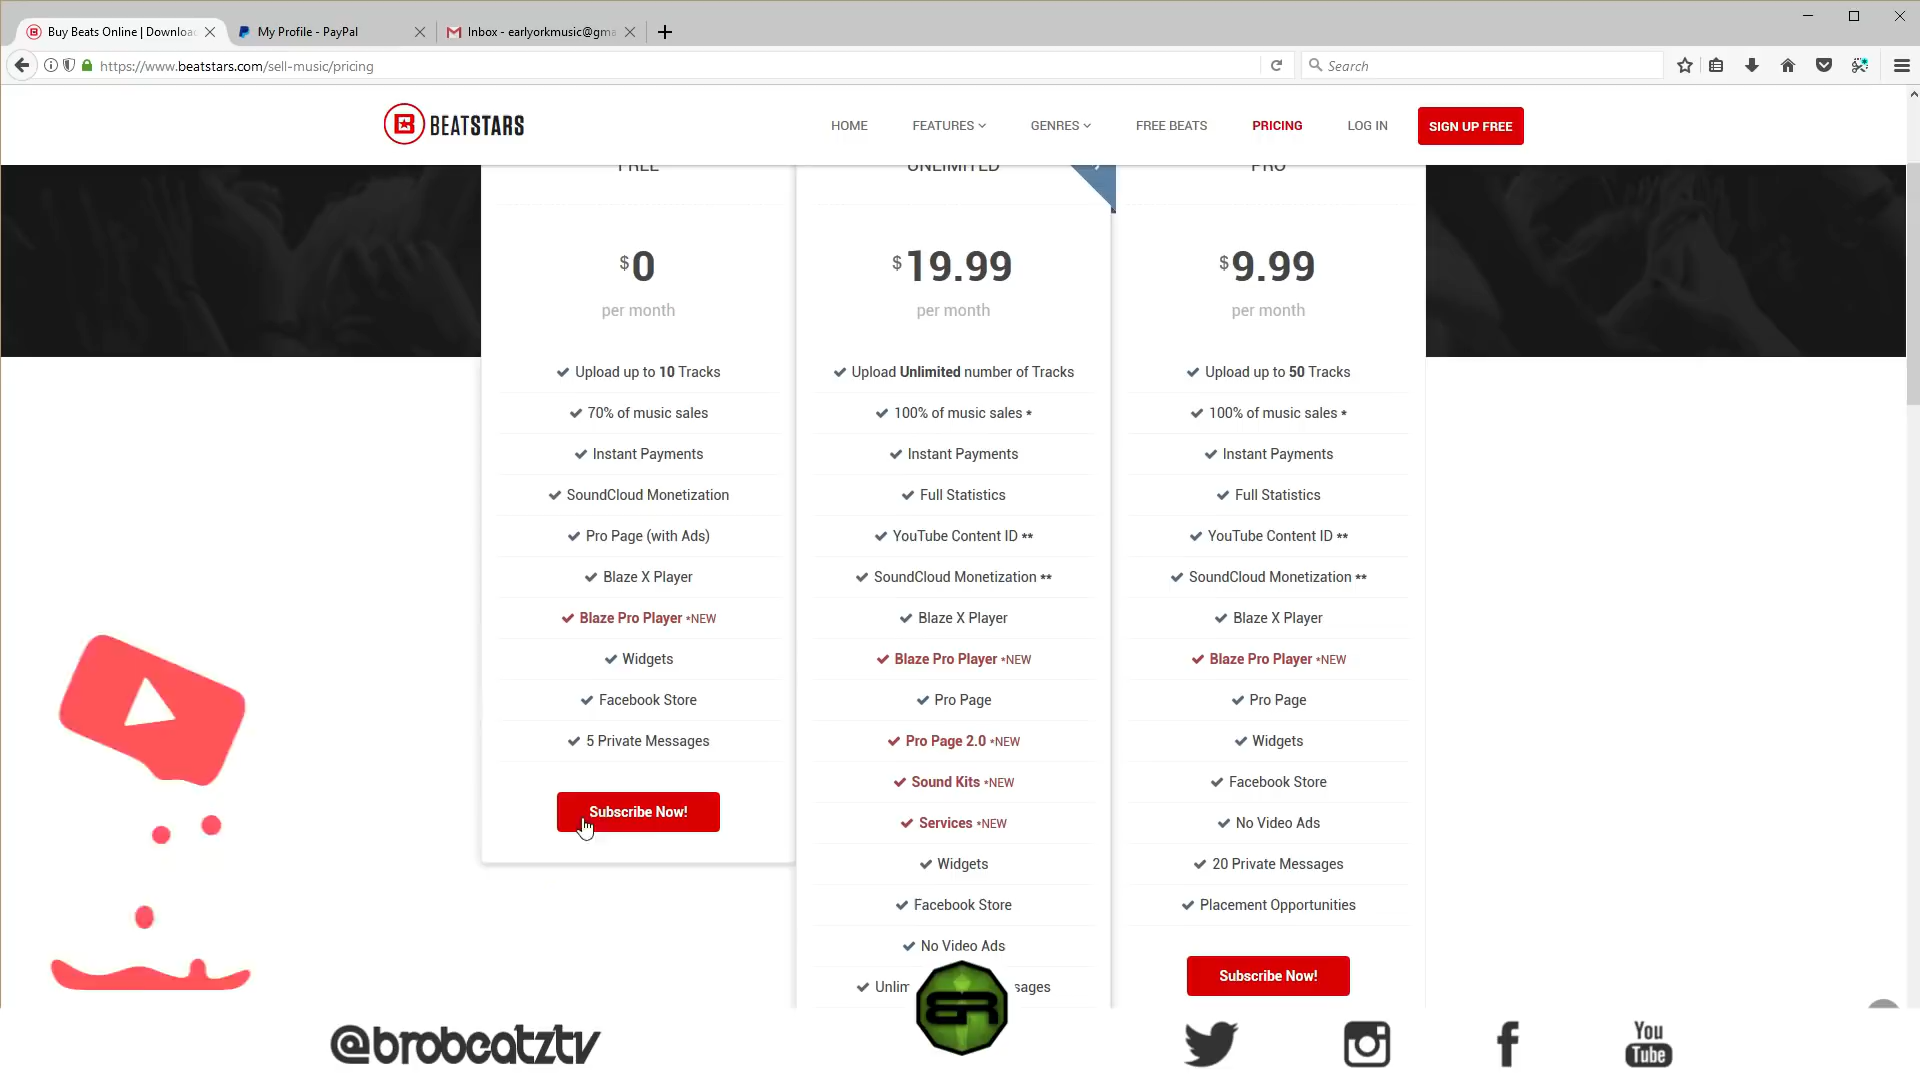 Buy Beats Online | Downloa
My Profile - PayPal
Inbox - earlyorkmusic@gma
https://www.beatstars.com/sell-music/pricing
Search
BEATSTARS
HOME
FEATURES
GENRES
FREE BEATS
PRICING
LOG IN
SIGN UP FREE
FREE
UNLIMITED
PRO
$0
per month
Upload up to 10 Tracks
70% of music sales
Instant Payments
SoundCloud Monetization
Pro Page (with Ads)
Blaze X Player
Blaze Pro Player *NEW
Widgets
Facebook Store
5 Private Messages
Subscribe Now!
$19.99
per month
Upload Unlimited number of Tracks
100% of music sales *
Instant Payments
Full Statistics
YouTube Content ID **
SoundCloud Monetization **
Blaze X Player
Blaze Pro Player *NEW
Pro Page
Pro Page 2.0 *NEW
Sound Kits *NEW
Services *NEW
Widgets
Facebook Store
No Video Ads
$9.99
per month
Upload up to 50 Tracks
100% of music sales *
Instant Payments
Full Statistics
YouTube Content ID **
SoundCloud Monetization **
Blaze X Player
Blaze Pro Player *NEW
Pro Page
Widgets
Facebook Store
No Video Ads
20 Private Messages
Placement Opportunities
Subscribe Now!
@brobeatztv
You
Tube